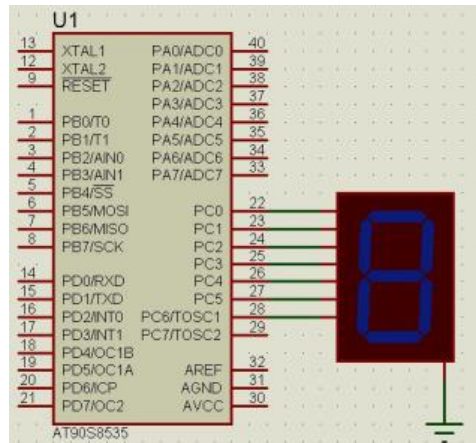 U1
13 XTAL1 PA0/ADC0 40
12 XTAL2 PA1/ADC1 39
9 RESET PA2/ADC2 38
PA3/ADC3 37
1 PB0/T0 PA4/ADC4 36
2 PB1/T1 PA5/ADC5 35
3 PB2/AIN0 PA6/ADC6 34
4 PB3/AIN1 PA7/ADC7 33
5 PB4/SS
6 PB5/MOSI PC0 22
7 PB6/MISO PC1 23
8 PB7/SCK PC2 24
PC3 25
14 PD0/RXD PC4 26
15 PD1/TXD PC5 27
16 PD2/INT0 PC6/TOSC1 28
17 PD3/INT1 PC7/TOSC2 29
18 PD4/OC1B
19 PD5/OC1A AREF 32
20 PD6/ICP AGND 31
21 PD7/OC2 AVCC 30
AT90S8535